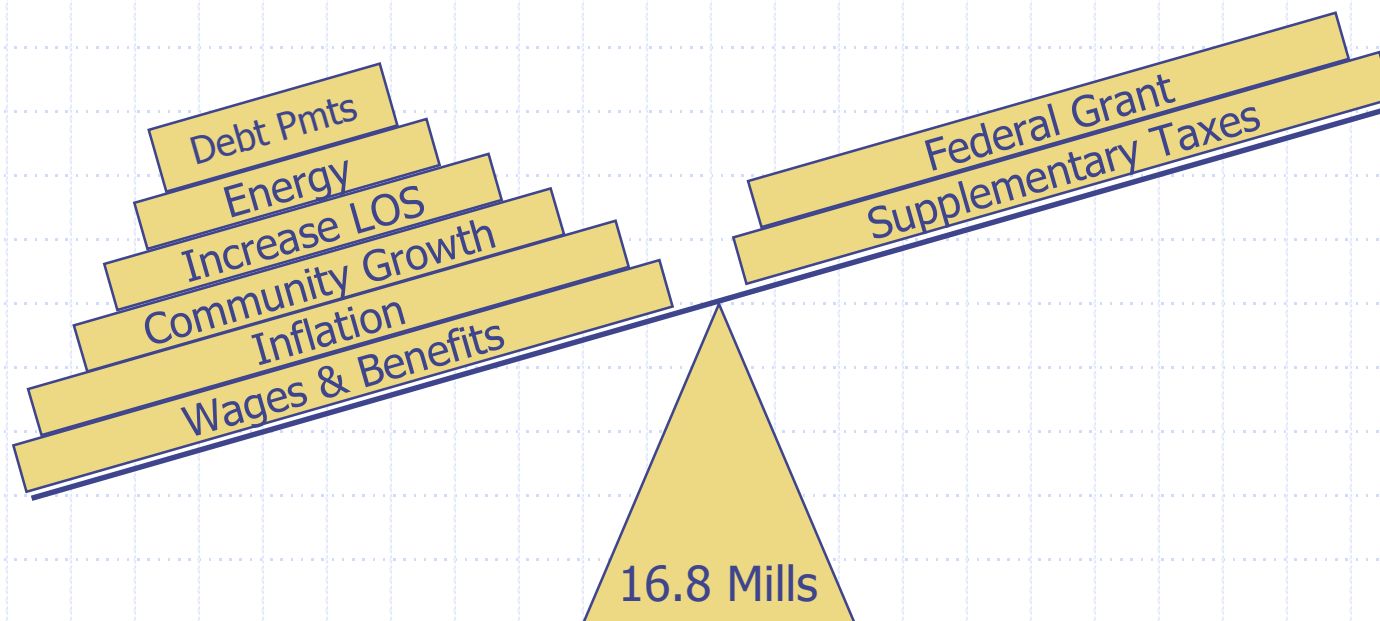 Debt Pmts
Energy
Increase LOS
Community Growth
Inflation
Wages & Benefits
Federal Grant
Supplementary Taxes
16.8 Mills